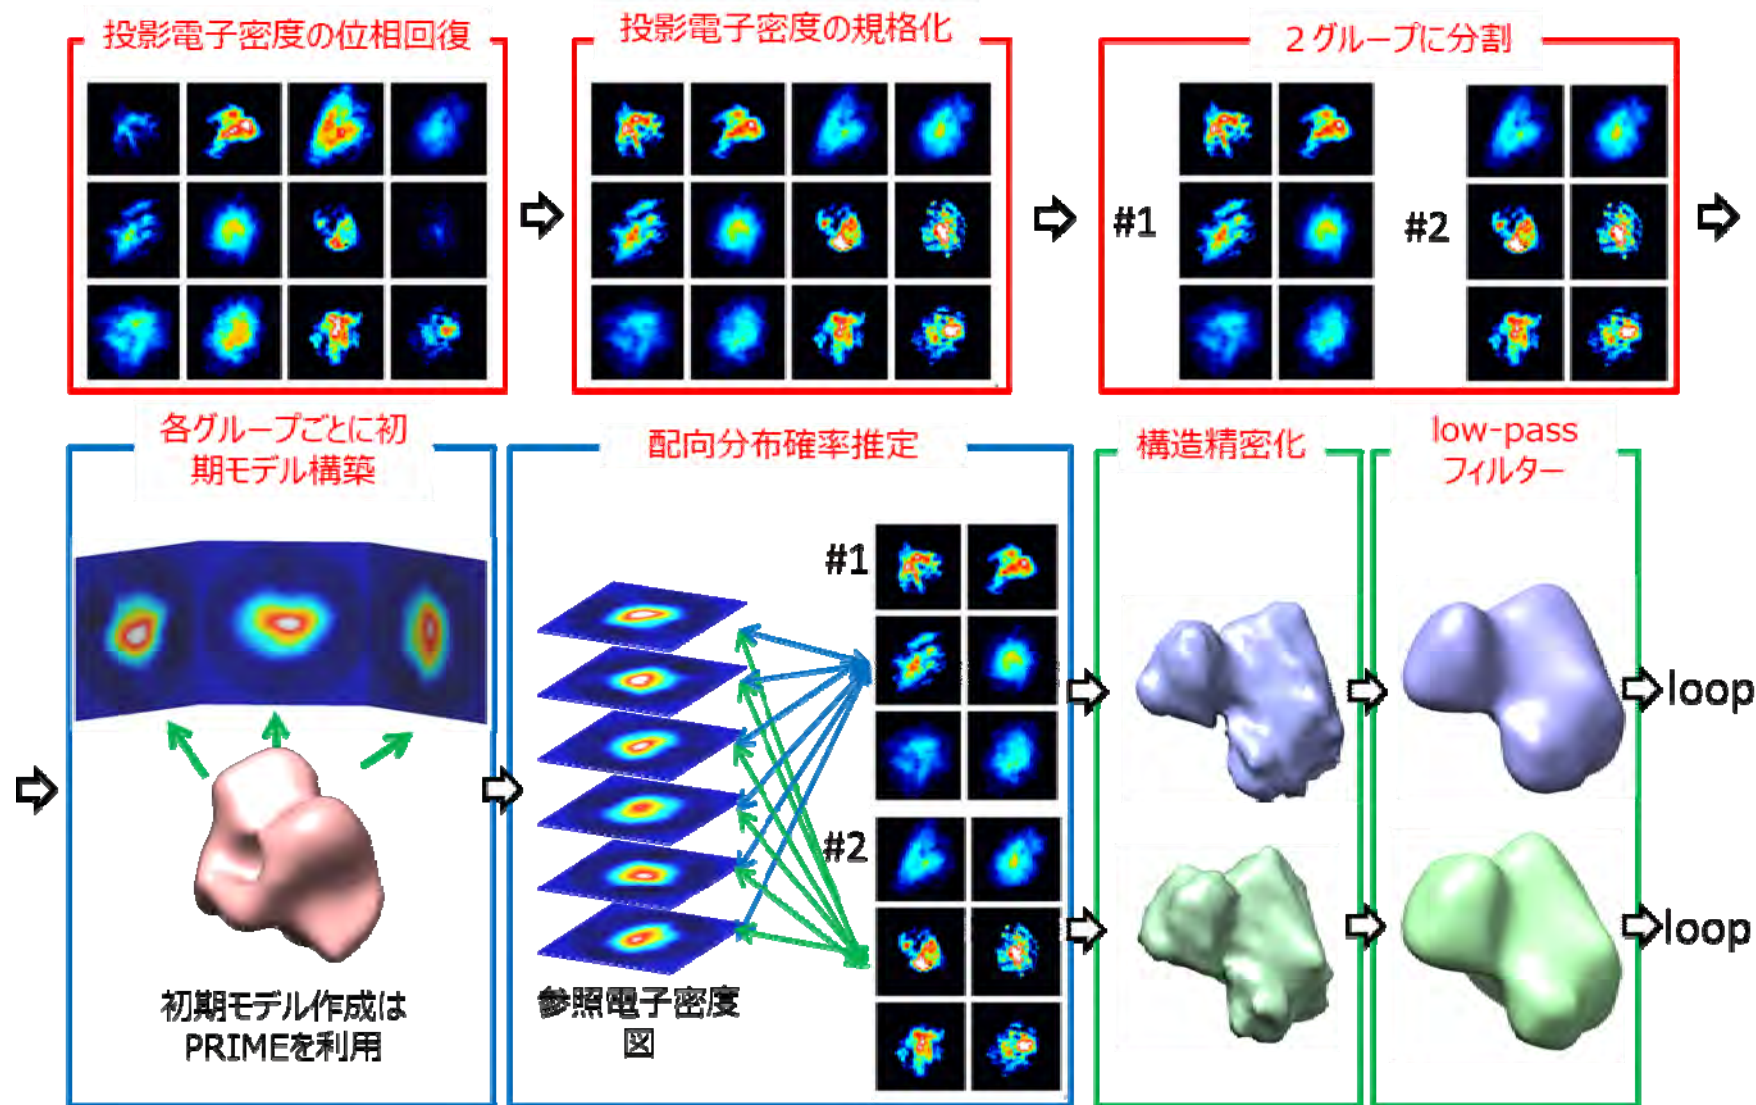 投影電子密度の位相回復
投影電子密度の規格化
2グループに分割
#1
#2
各グループごとに初
期モデル構築
初期モデル作成は
PRIMEを利用
配向分布確率推定
#1
#2
参照電子密度
図
構造精密化
low-pass
フィルター
loop
loop